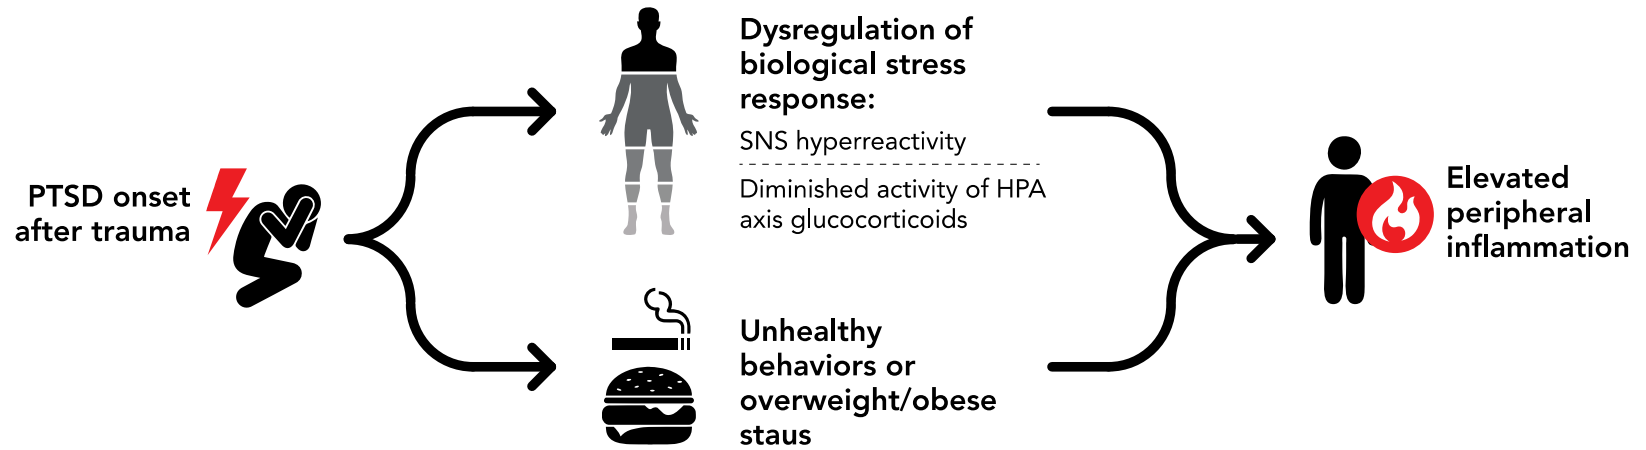 PTSD onset
after trauma
Dysregulation of
biological stress
response:
SNS hyperreactivity
Diminished activity of HPA
axis glucocorticoids
Unhealthy
behaviors or
overweight/obese
staus
Elevated
peripheral
inflammation